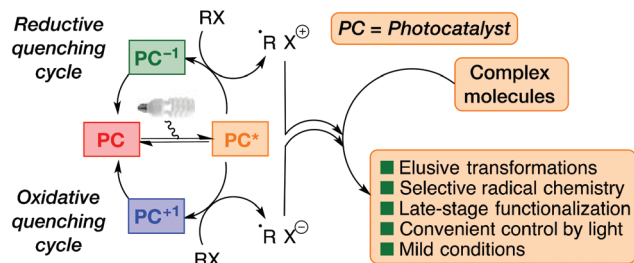 Reductive
quenching
cycle
RX
•R X⊕
PC = Photocatalyst
PC⁻¹
Complex
molecules
PC
PC*
Elusive transformations
Selective radical chemistry
Late-stage functionalization
Convenient control by light
Mild conditions
Oxidative
quenching
cycle
PC⁺¹
•R X⊖
RX